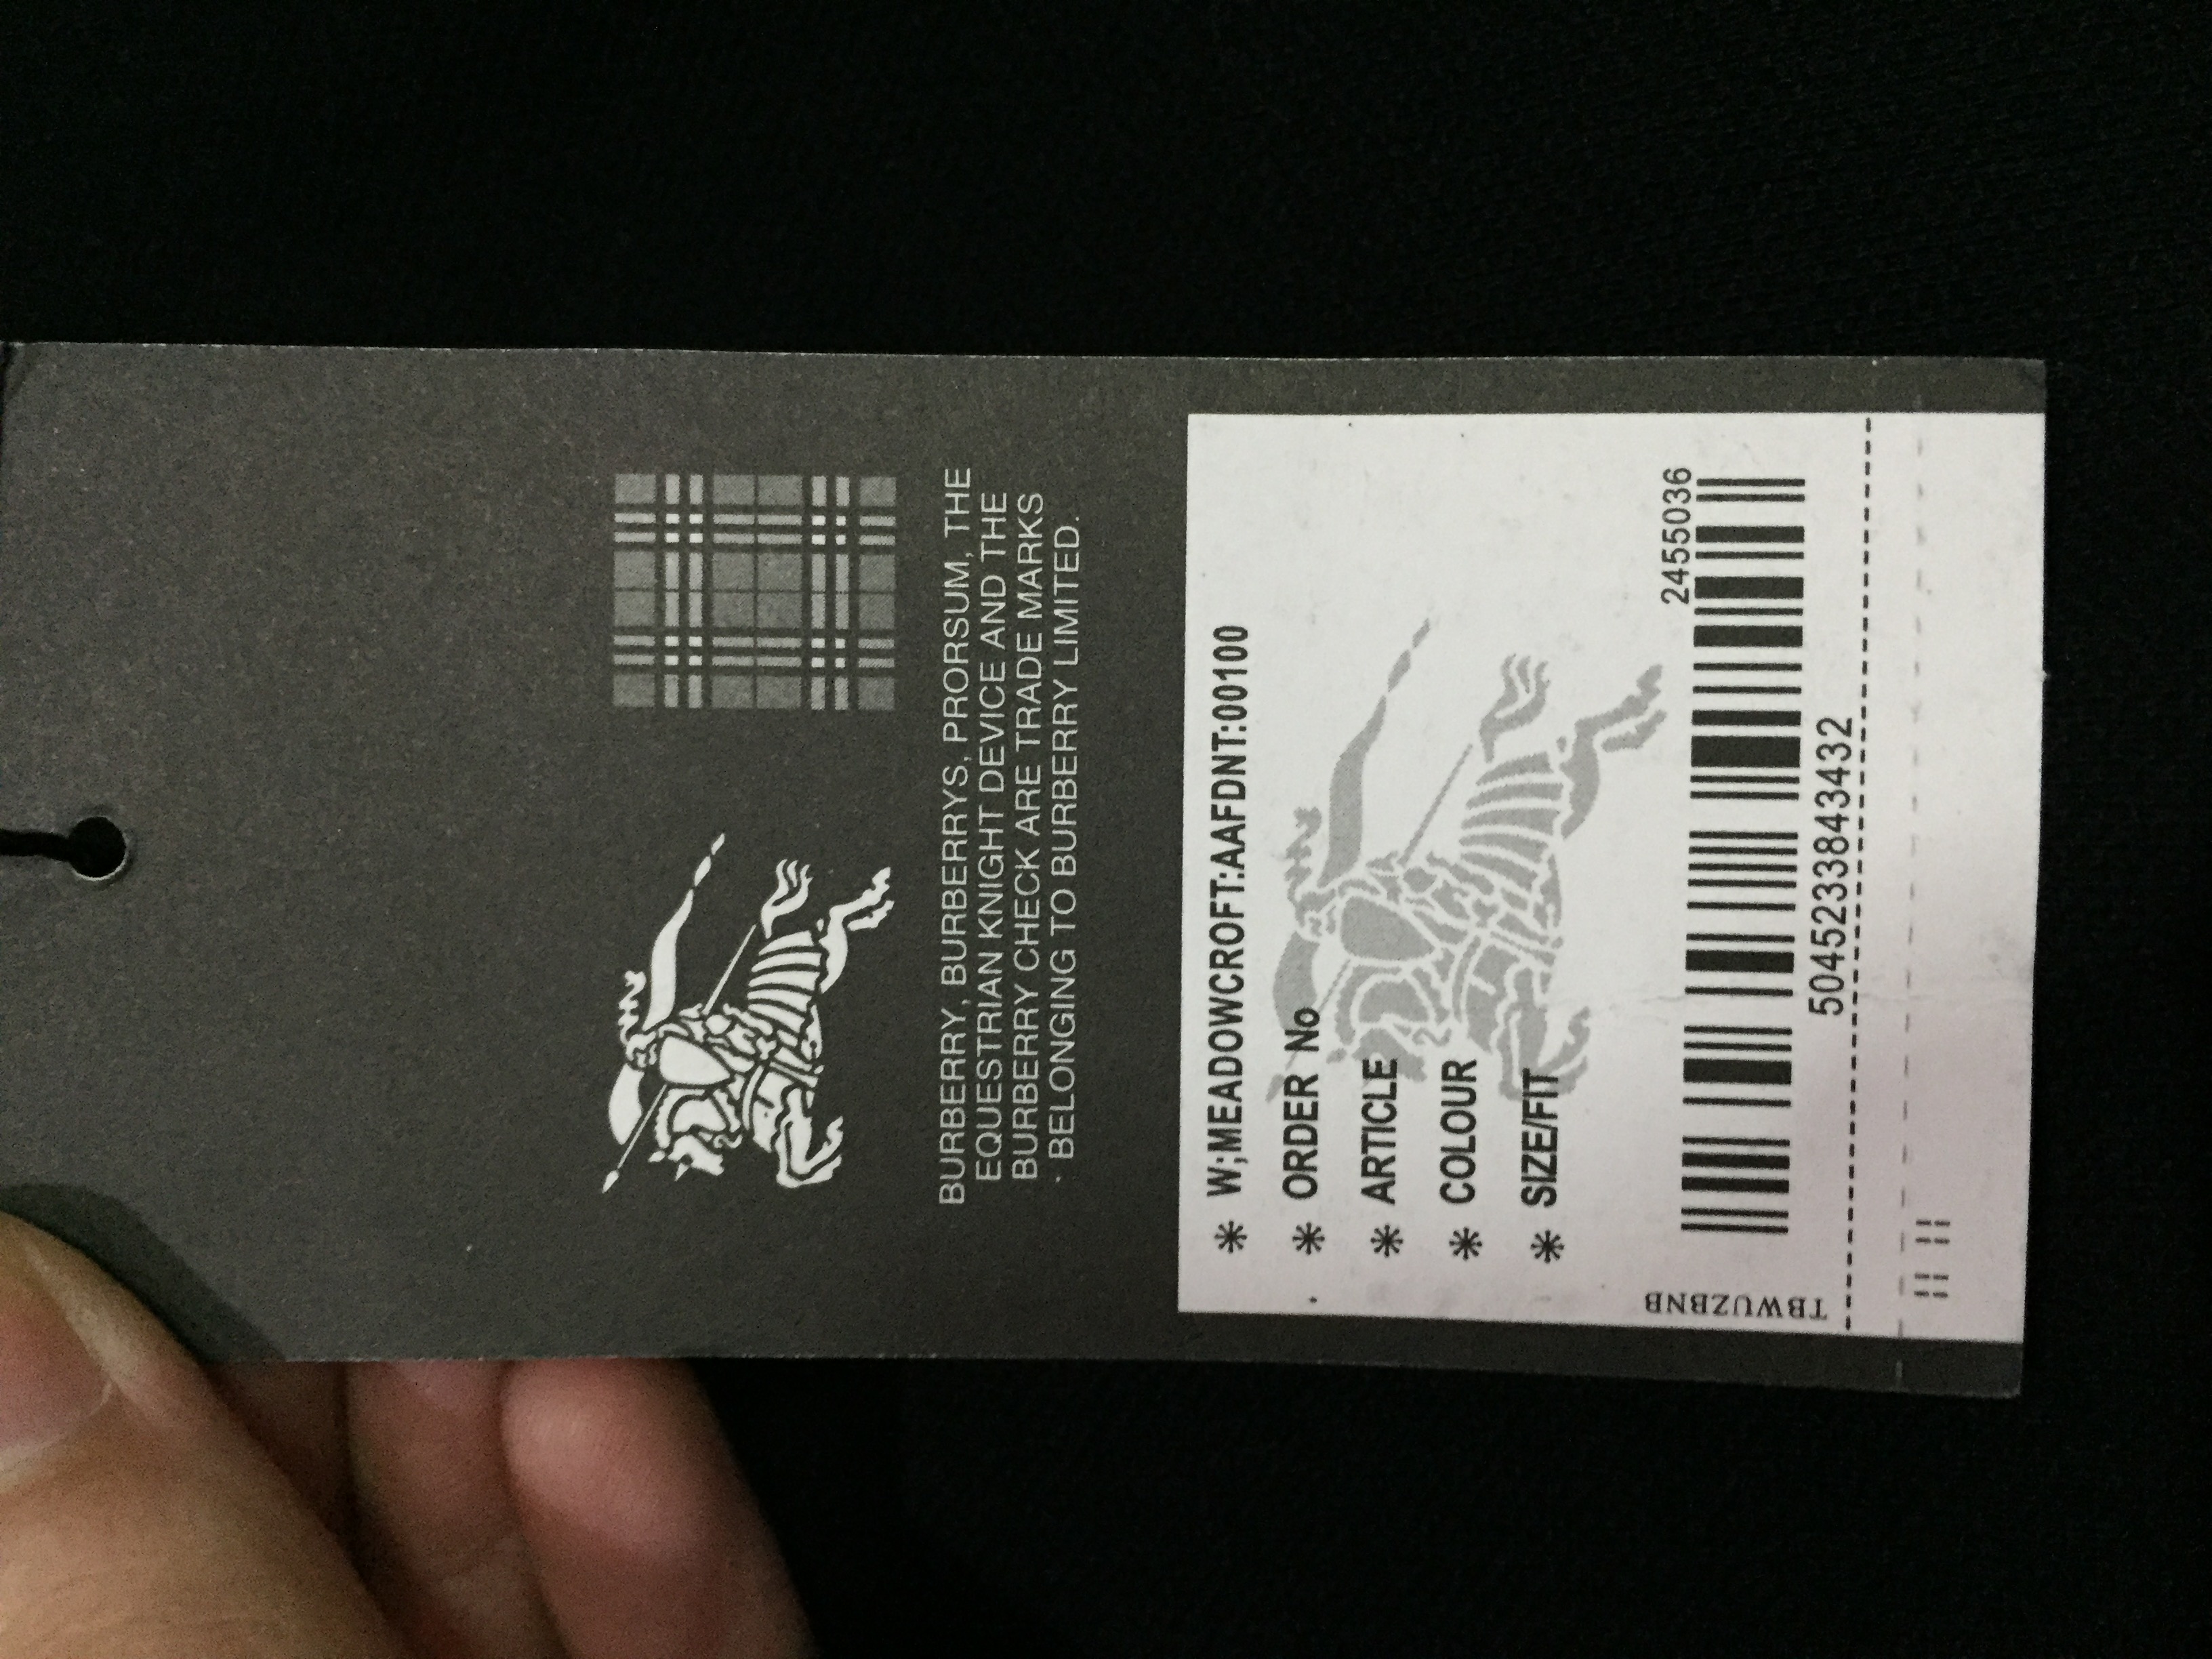 BURBERRY, BURBERRYS, PRORSUM, THE
EQUESTRIAN KNIGHT DEVICE AND THE
BURBERRY CHECK ARE TRADE MARKS
BELONGING TO BURBERRY LIMITED.
* W;MEADOWCROFT:AAFDNT:00100
* ORDER No
* ARTICLE
* COLOUR
* SIZE/FIT
2455036
5045233843432
TBWUZBNB